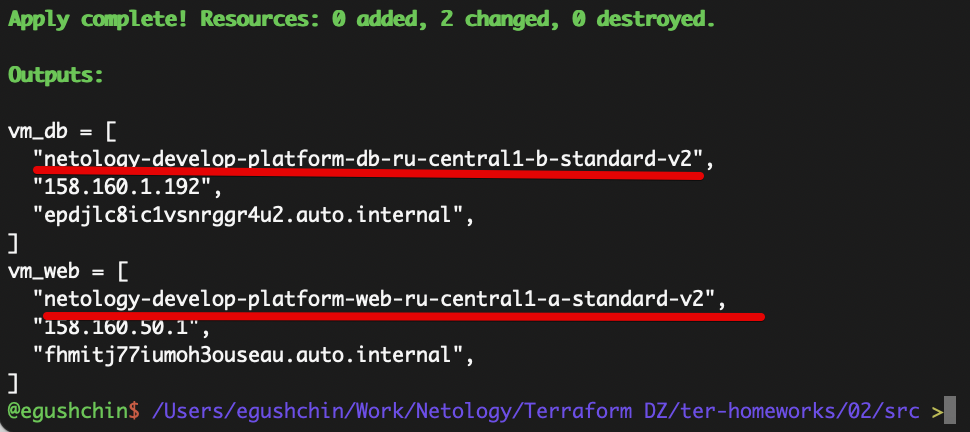 Apply complete! Resources: 0 added, 2 changed, 0 destroyed.
Outputs:
vm_db = [
"netology-develop-platform-db-ru-central1-b-standard-v2",
"158.160.1.192",
"epdjlc8ic1vsnrggr4u2.auto.internal",
]
vm_web = [
"netology-develop-platform-web-ru-central1-a-standard-v2",
"158.160.50.1",
"fhmitj77iumoh3ouseau.auto.internal",
]
@egushchin$ /Users/egushchin/Work/Netology/Terraform DZ/ter-homeworks/02/src >